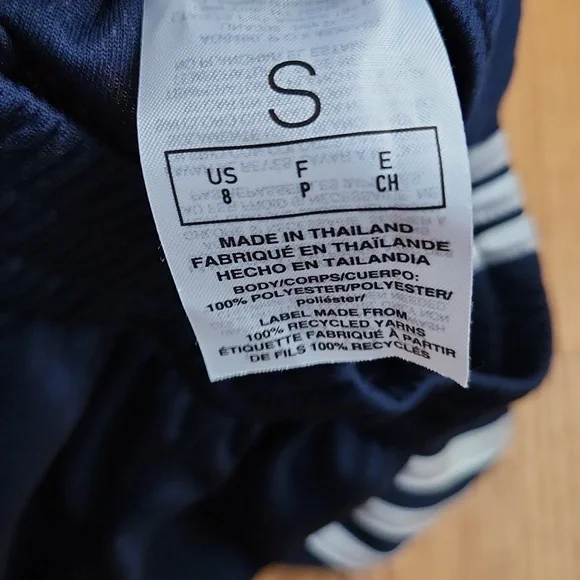 S
US F E
8 P CH
MADE IN THAILAND
FABRIQUÉ EN THAÏLANDE
HECHO EN TAILANDIA
BODY/CORPS/CUERPO:
100% POLYESTER/POLYESTER/
poliéster/
LABEL MADE FROM
100% RECYCLED YARNS
ÉTIQUETTE FABRIQUÉE À PARTIR
DE FILS 100% RECYCLÉS